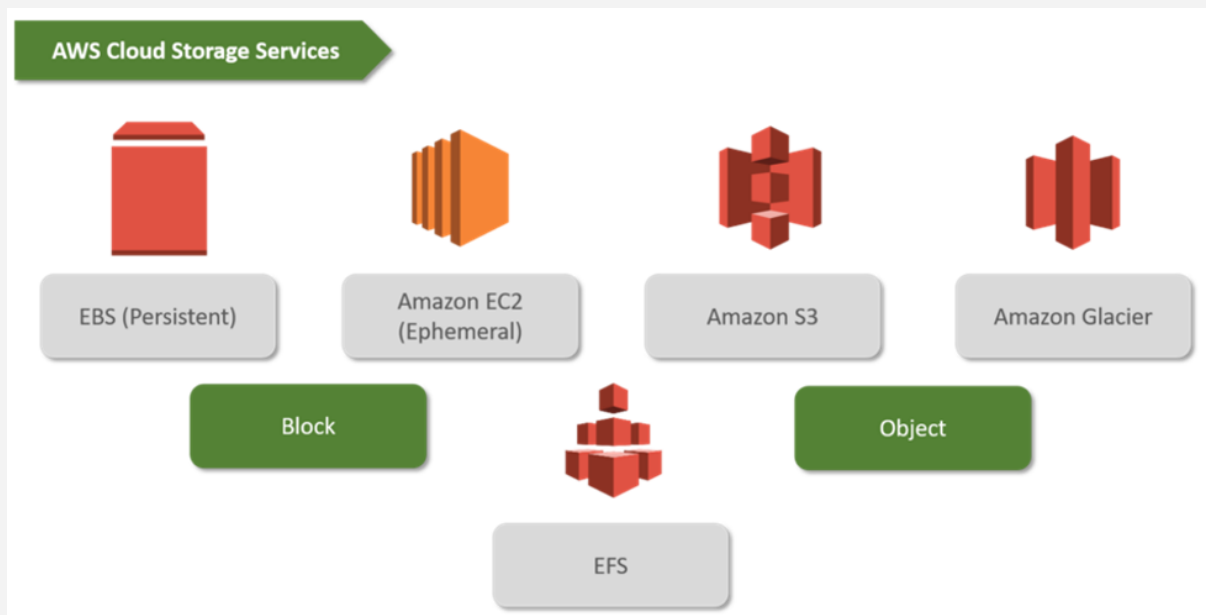 AWS Cloud Storage Services
EBS (Persistent)
Amazon EC2
(Ephemeral)
Amazon S3
Amazon Glacier
Block
Object
EFS